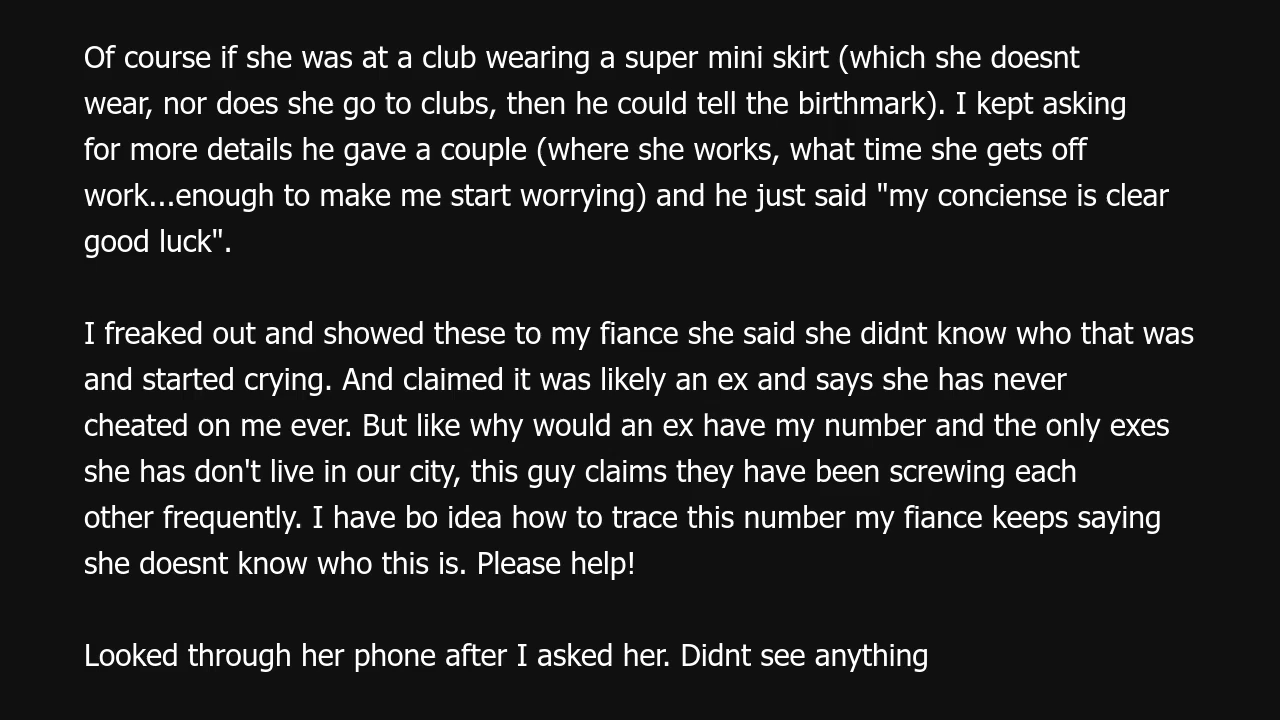 Of course if she was at a club wearing a super mini skirt (which she doesnt
wear, nor does she go to clubs, then he could tell the birthmark). I kept asking
for more details he gave a couple (where she works, what time she gets off
work...enough to make me start worrying) and he just said "my conciense is clear
good luck".
I freaked out and showed these to my fiance she said she didnt know who that was
and started crying. And claimed it was likely an ex and says she has never
cheated on me ever. But like why would an ex have my number and the only exes
she has don't live in our city, this guy claims they have been screwing each
other frequently. I have bo idea how to trace this number my fiance keeps saying
she doesnt know who this is. Please help!
Looked through her phone after I asked her. Didnt see anything